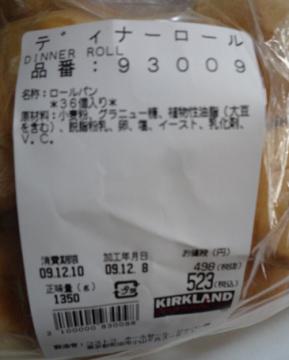 ディナーロール
DINNER ROLL
品番：93009
名称：ロールパン
*36個入り*
原材料：小麦粉、グラニュー糖、植物性油脂（大豆
を含む）、脱脂粉乳、卵、塩、イースト、乳化剤、
V.C.
消費期限 加工年月日 お値段（円）
09.12.10 09.12. 8 498（税抜）
正味量（g） 523（税込）
1350
KIRKLAND